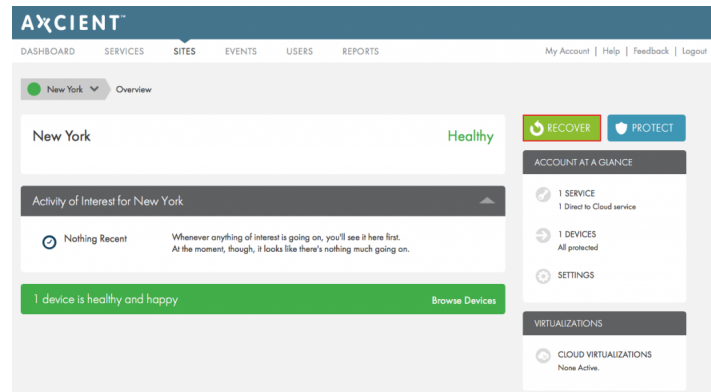 AXCIENT
DASHBOARD SERVICES SITES EVENTS USERS REPORTS My Account | Help | Feedback | Logout
New York Overview
New York Healthy
RECOVER PROTECT
ACCOUNT AT A GLANCE
Activity of Interest for New York
1 SERVICE
1 Direct to Cloud service
Nothing Recent
Whenever anything of interest is going on, you'll see it here first.
At the moment, though, it looks like there's nothing much going on.
1 DEVICES
All protected
SETTINGS
1 device is healthy and happy Browse Devices
VIRTUALIZATIONS
CLOUD VIRTUALIZATIONS
None Active.